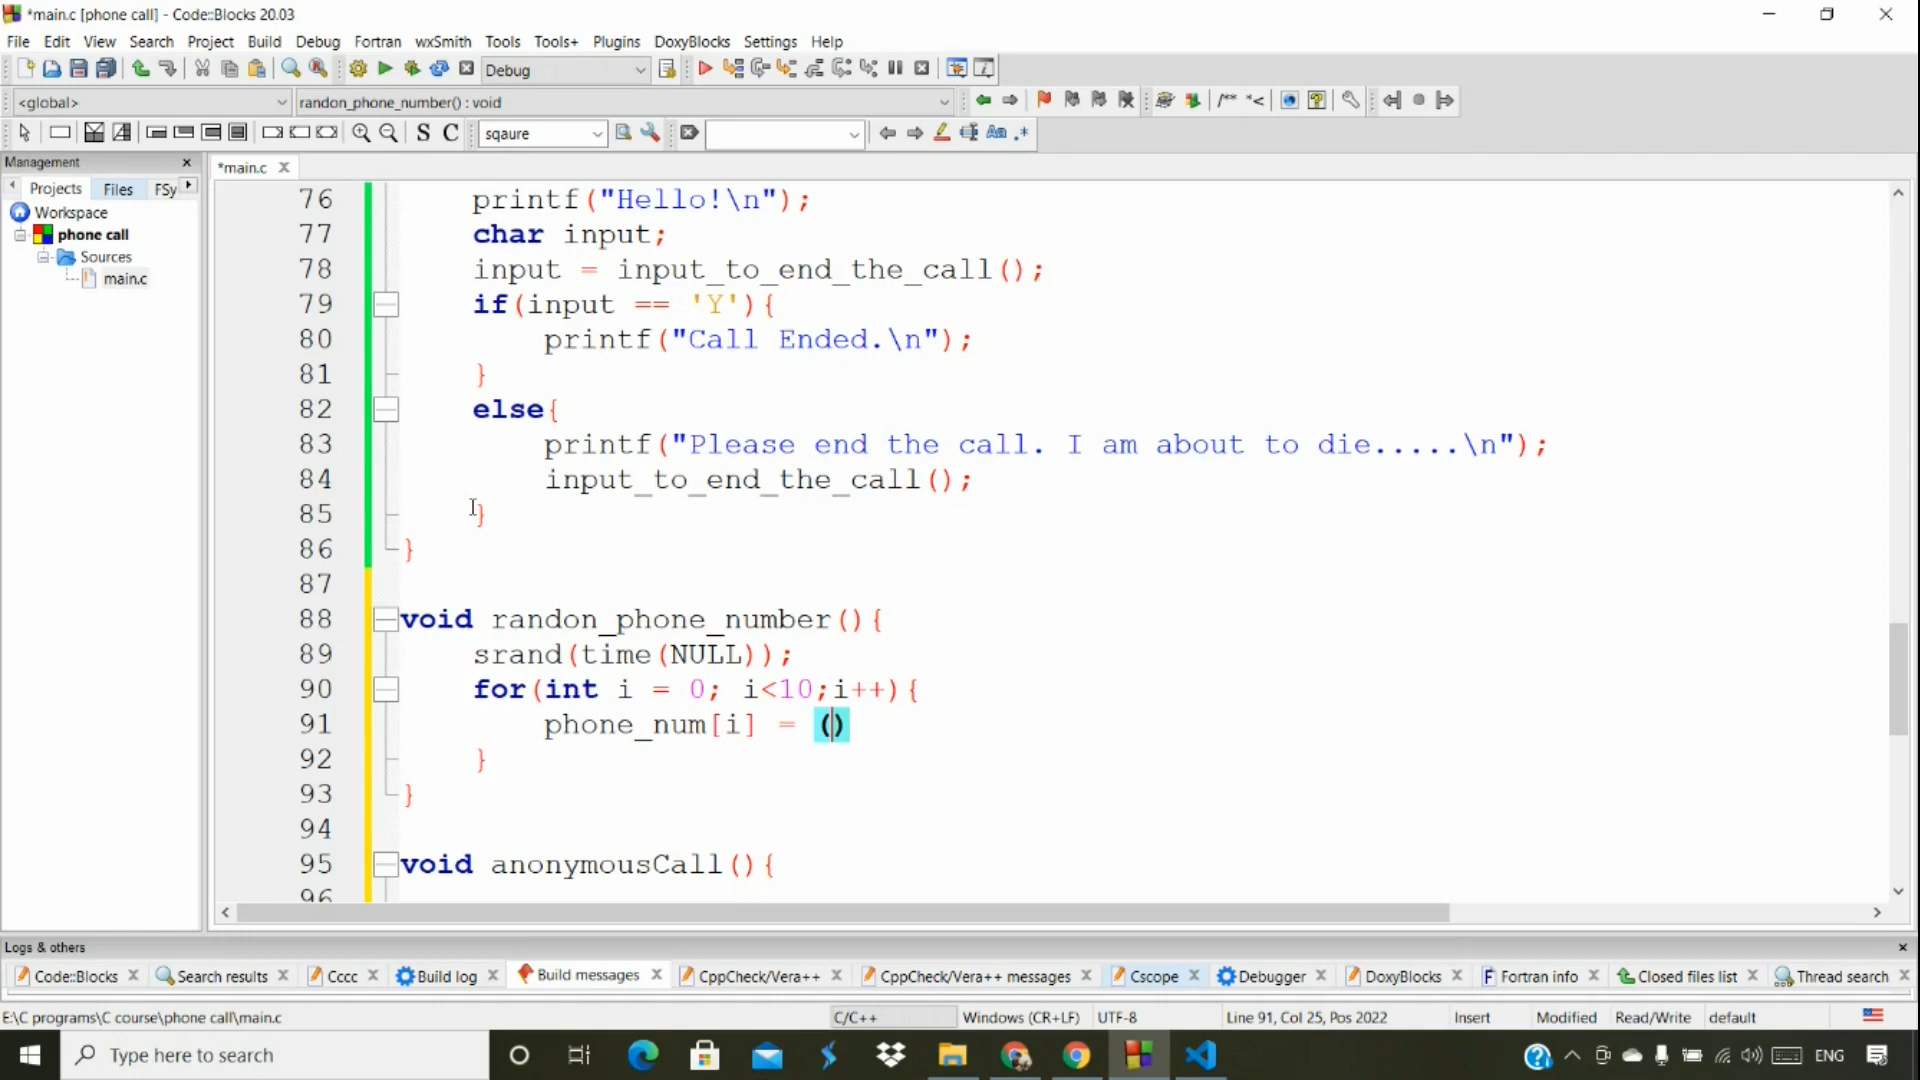 *main.c [phone call] - Code::Blocks 20.03
File Edit View Search Project Build Debug Fortran wxSmith Tools Tools+ Plugins DoxyBlocks Settings Help
Debug
<global> randon_phone_number() : void
/** *<
S C sqaure Aa .*
Management
*main.c
Projects Files FSy
Workspace
phone call
Sources
main.c
76 printf("Hello!\n");
77 char input;
78 input = input_to_end_the_call();
79 if(input == 'Y'){
80 printf("Call Ended.\n");
81 }
82 else{
83 printf("Please end the call. I am about to die.....\n");
84 input_to_end_the_call();
85 }
86 }
87
88 void randon_phone_number(){
89 srand(time(NULL));
90 for(int i = 0; i<10;i++){
91 phone_num[i] = ()
92 }
93 }
94
95 void anonymousCall(){
96
Logs & others
Code::Blocks Search results Cccc Build log Build messages CppCheck/Vera++ CppCheck/Vera++ messages Cscope Debugger DoxyBlocks Fortran info Closed files list Thread search
E:\C programs\C course\phone call\main.c C/C++ Windows (CR+LF) UTF-8 Line 91, Col 25, Pos 2022 Insert Modified Read/Write default
Type here to search ENG